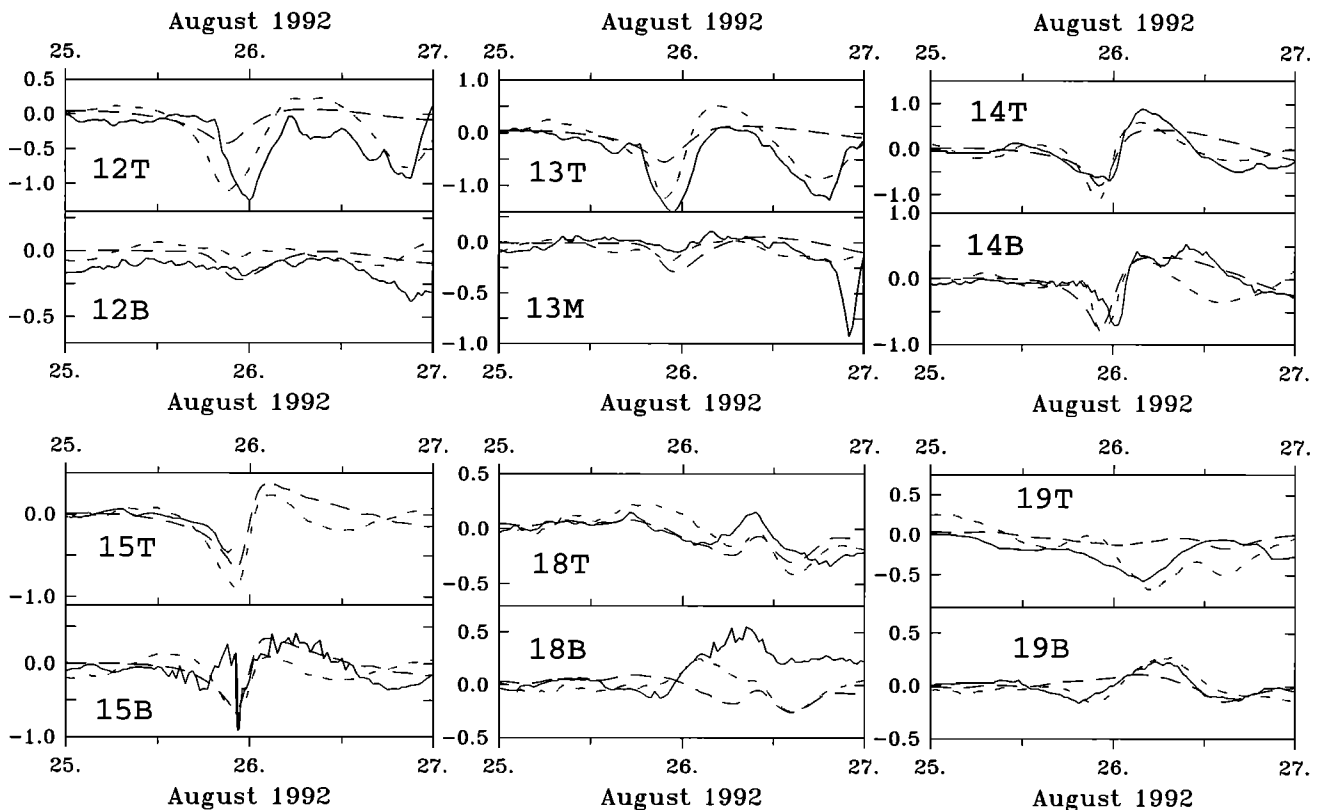 August 1992 August 1992 August 1992
25. 26. 27. 25. 26. 27. 25. 26. 27.
0.5 1.0
1.0
14T
0.0 0.0 0.0
-0.5 12T 13T
-1.0 -1.0 -1.0
1.0
0.0 0.0 14B
0.0
12B 13M
-0.5
-1.0 -1.0
25. 26. 27. 25. 26. 27. 25. 26. 27.
August 1992 August 1992 August 1992
25. 26. 27. 25. 26. 27. 25. 26. 27.
0.5 0.5
19T
0.0 0.0 0.0
15T 18T
-0.5 -0.5
-1.0
0.5 18B 0.5 19B
0.0 0.0 0.0
15B
-1.0 -0.5 -0.5
25. 26. 27. 25. 26. 27. 25. 26. 27.
August 1992 August 1992 August 1992